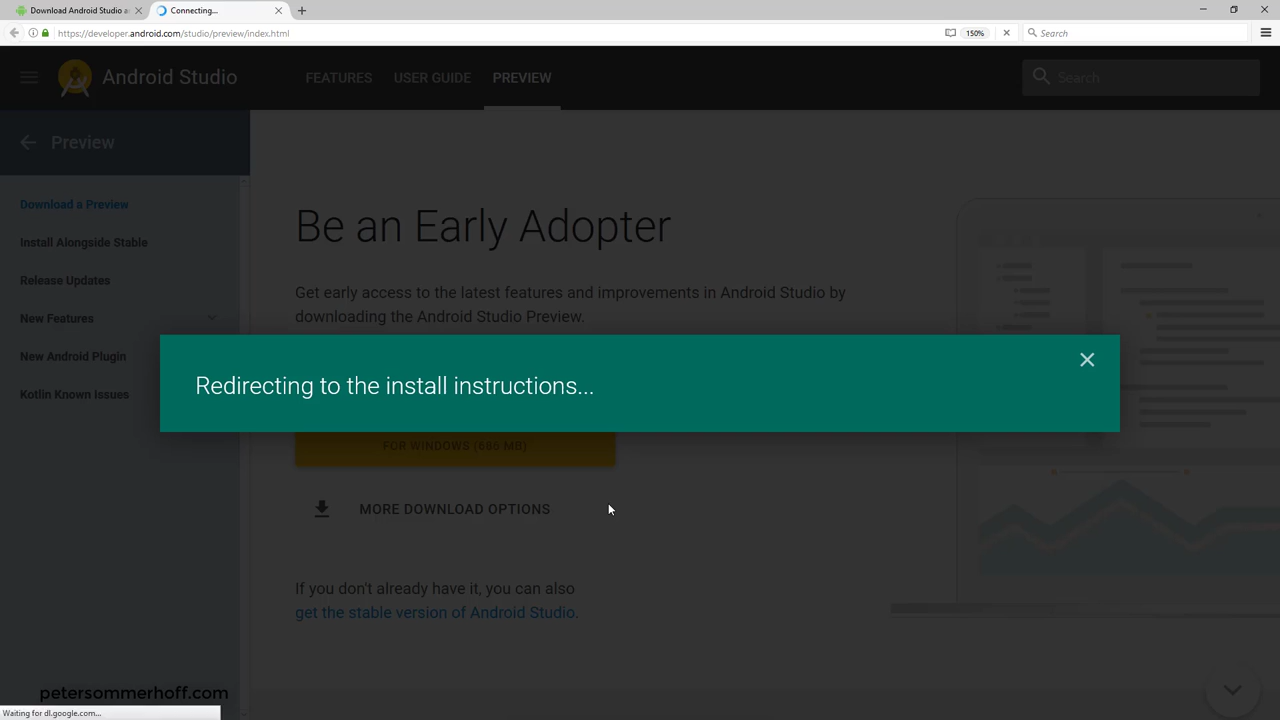 Download Android Studio a
Connecting...
https://developer.android.com/studio/preview/index.html
150%
Search
Android Studio
FEATURES
USER GUIDE
PREVIEW
Search
Preview
Download a Preview
Install Alongside Stable
Release Updates
New Features
New Android Plugin
Kotlin Known Issues
Be an Early Adopter
Get early access to the latest features and improvements in Android Studio by
downloading the Android Studio Preview.
Redirecting to the install instructions...
FOR WINDOWS (680 MB)
MORE DOWNLOAD OPTIONS
If you don't already have it, you can also
get the stable version of Android Studio.
petersommerhoff.com
Waiting for dl.google.com...